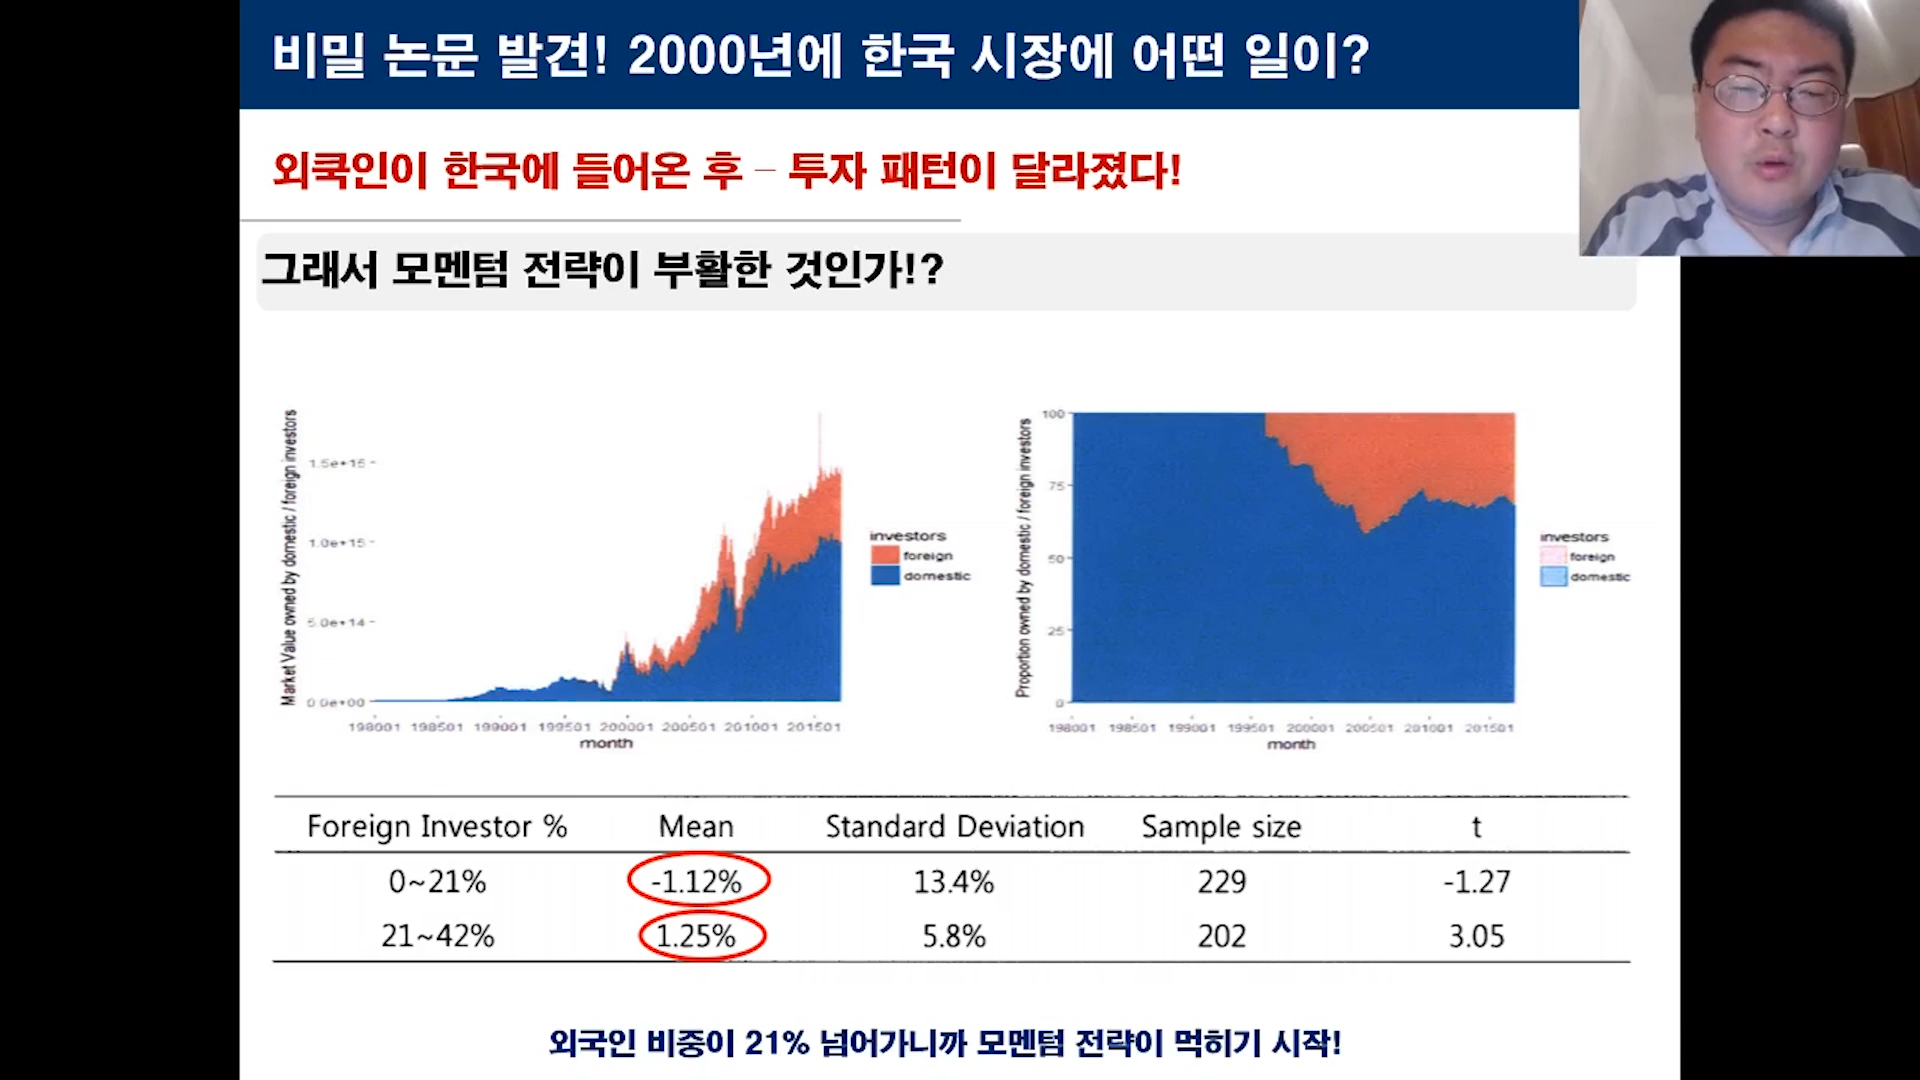 비밀 논문 발견! 2000년에 한국 시장에 어떤 일이?
외쿡인이 한국에 들어온 후 – 투자 패턴이 달라졌다!
그래서 모멘텀 전략이 부활한 것인가!?
Market Value owned by domestic / foreign investors
1.5e+15
1.0e+15
5.0e+14
0.0e+00
198001 198501 199001 199501 200001 200501 201001 201501
month
investors
foreign
domestic
Proportion owned by domestic / foreign investors
100
75
50
25
0
198001 198501 199001 199501 200001 200501 201001 201501
month
investors
foreign
domestic
Foreign Investor % Mean Standard Deviation Sample size t
0~21% -1.12% 13.4% 229 -1.27
21~42% 1.25% 5.8% 202 3.05
외국인 비중이 21% 넘어가니까 모멘텀 전략이 먹히기 시작!